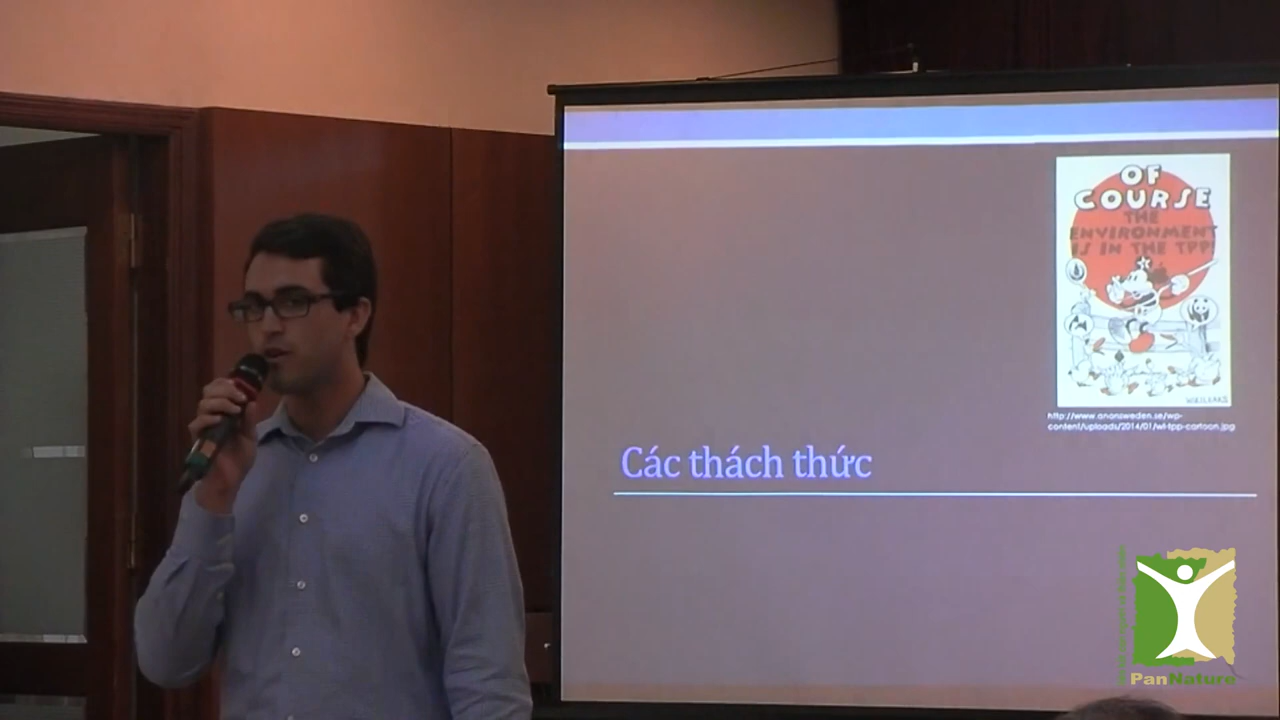 OF
COURSE
THE
ENVIRONMENT
IS IN THE TPP!
WIKILEAKS
http://www.anonsweden.se/wp-
content/uploads/2014/01/wl-tpp-cartoon.jpg
Các thách thức
PanNature